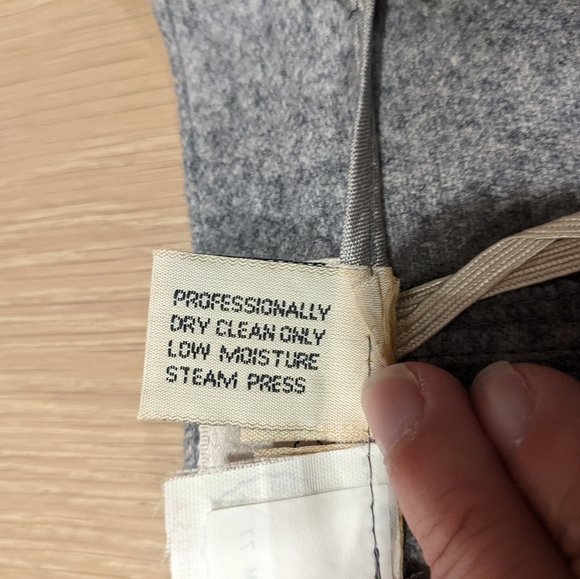 PROFESSIONALLY
DRY CLEAN ONLY
LOW MOISTURE
STEAM PRESS